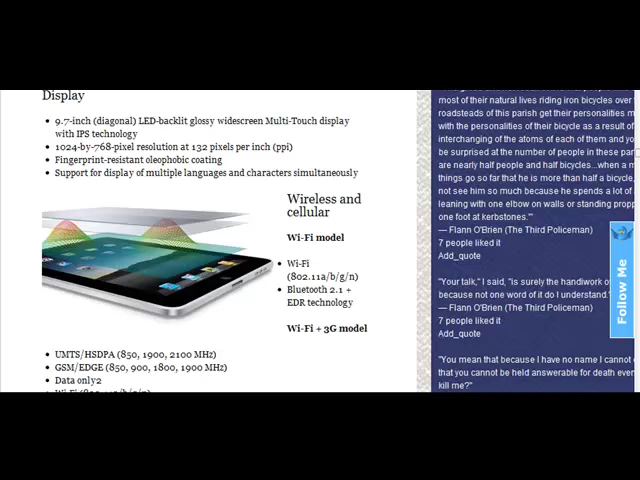 Display
9.7-inch (diagonal) LED-backlit glossy widescreen Multi-Touch display
with IPS technology
1024-by-768-pixel resolution at 132 pixels per inch (ppi)
Fingerprint-resistant oleophobic coating
Support for display of multiple languages and characters simultaneously
Wireless and
cellular
Wi-Fi model
Wi-Fi
(802.11a/b/g/n)
Bluetooth 2.1 +
EDR technology
Wi-Fi + 3G model
UMTS/HSDPA (850, 1900, 2100 MHz)
GSM/EDGE (850, 900, 1800, 1900 MHz)
Data only2
most of their natural lives riding iron bicycles over
roadsteads of this parish get their personalities m
with the personalities of their bicycle as a result of
interchanging of the atoms of each of them and yo
be surprised at the number of people in these par
are nearly half people and half bicycles...when a m
things go so far that he is more than half a bicycle,
not see him so much because he spends a lot of
leaning with one elbow on walls or standing propp
one foot at kerbstones.'"
— Flann O'Brien (The Third Policeman)
7 people liked it
Add_quote
"Your talk," I said, "is surely the handiwork o
because not one word of it do I understand."
— Flann O'Brien (The Third Policeman)
7 people liked it
Add_quote
"You mean that because I have no name I cannot
that you cannot be held answerable for death even
kill me?"
Follow Me